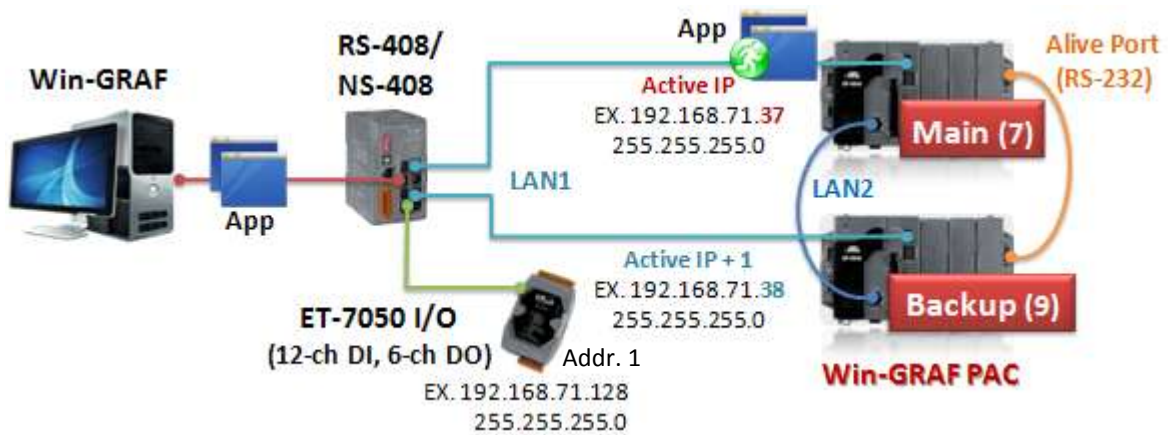 Win-GRAF
App
RS-408/
NS-408
App
Active IP
EX. 192.168.71.37
255.255.255.0
Alive Port
(RS-232)
Main (7)
LAN1
LAN2
Active IP + 1
EX. 192.168.71.38
255.255.255.0
Backup (9)
Win-GRAF PAC
ET-7050 I/O
(12-ch DI, 6-ch DO)
Addr. 1
EX. 192.168.71.128
255.255.255.0